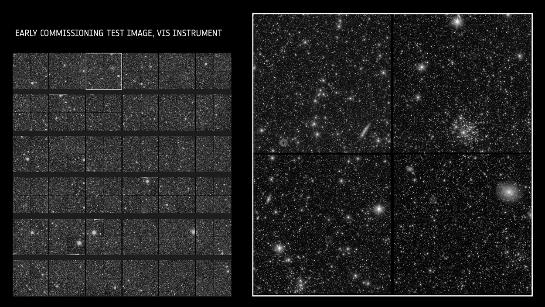 EARLY COMMISSIONING TEST IMAGE, VIS INSTRUMENT